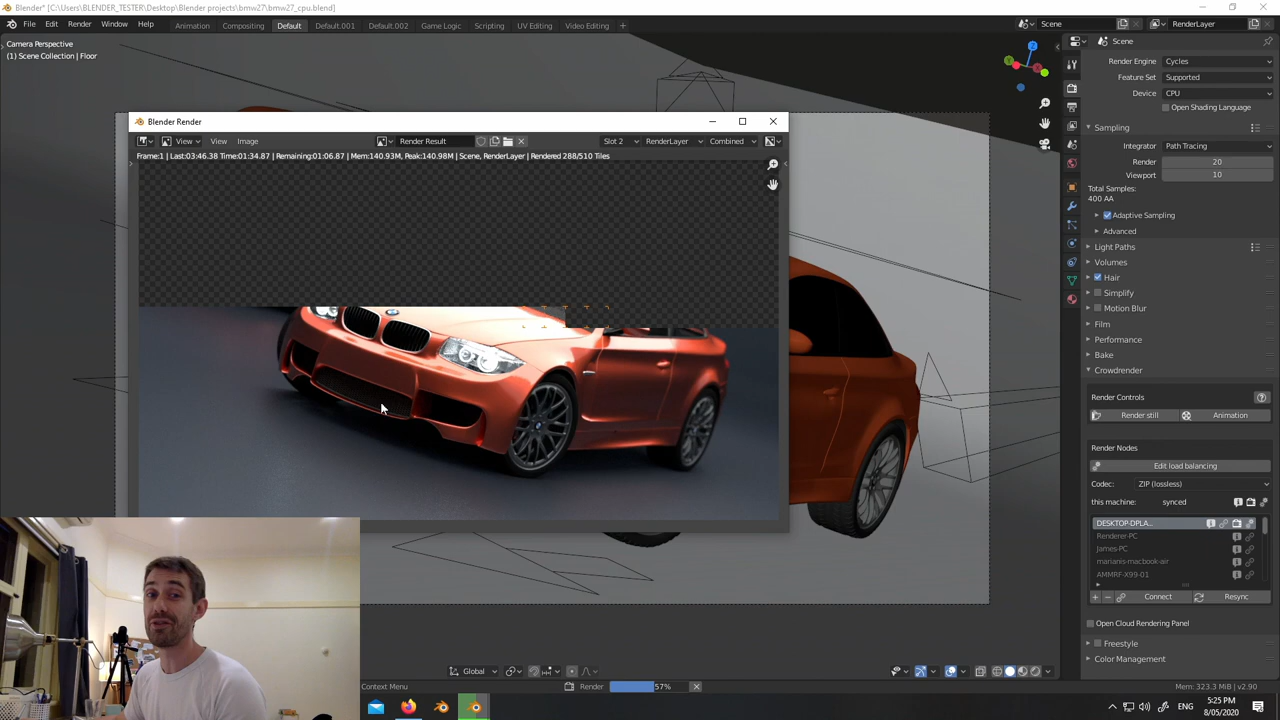 Blender* [C:\Users\BLENDER_TESTER\Desktop\Blender projects\bmw27\bmw27_cpu.blend]
File Edit Render Window Help Animation Compositing Default Default.001 Default.002 Game Logic Scripting UV Editing Video Editing + Scene RenderLayer
Camera Perspective
(1) Scene Collection | Floor
Scene
Render Engine Cycles
Feature Set Supported
Device CPU
Open Shading Language
Sampling
Integrator Path Tracing
Render 20
Viewport 10
Total Samples:
400 AA
Adaptive Sampling
Advanced
Light Paths
Volumes
Hair
Simplify
Motion Blur
Film
Performance
Bake
Crowdrender
Render Controls
Render still Animation
Render Nodes
Edit load balancing
Codec: ZIP (lossless)
this machine: synced
DESKTOP-DPLA...
Renderer-PC
James-PC
marianis-macbook-air
AMMRF-X99-01
Connect Resync
Open Cloud Rendering Panel
Freestyle
Color Management
Blender Render
View View Image Render Result Slot 2 RenderLayer Combined
Frame:1 | Last:03:46.38 Time:01:34.87 | Remaining:01:06.87 | Mem:140.93M, Peak:140.98M | Scene, RenderLayer | Rendered 288/510 Tiles
Global
Context Menu Render 57% Mem: 323.3 MiB | v2.90
5:25 PM
8/05/2020